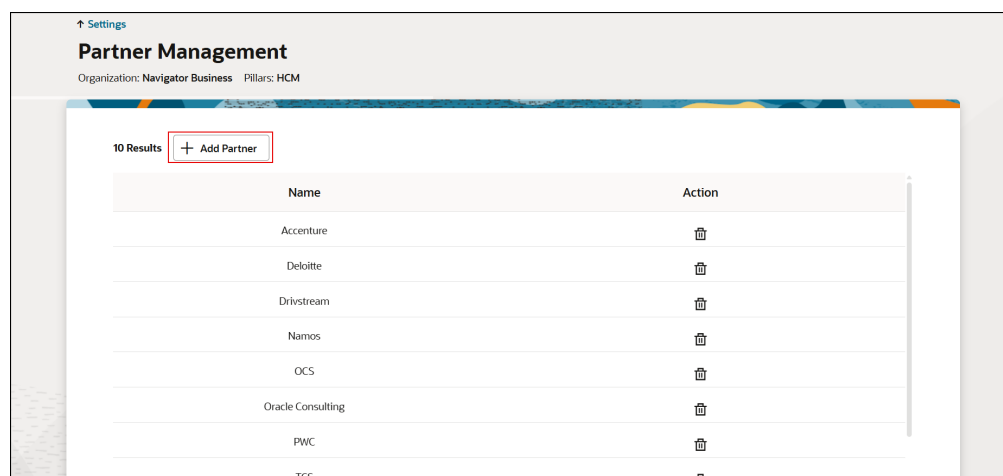 ↑ Settings
Partner Management
Organization: Navigator Business Pillars: HCM
10 Results + Add Partner
Name Action
Accenture
Deloitte
Drivstream
Namos
OCS
Oracle Consulting
PWC
TCS